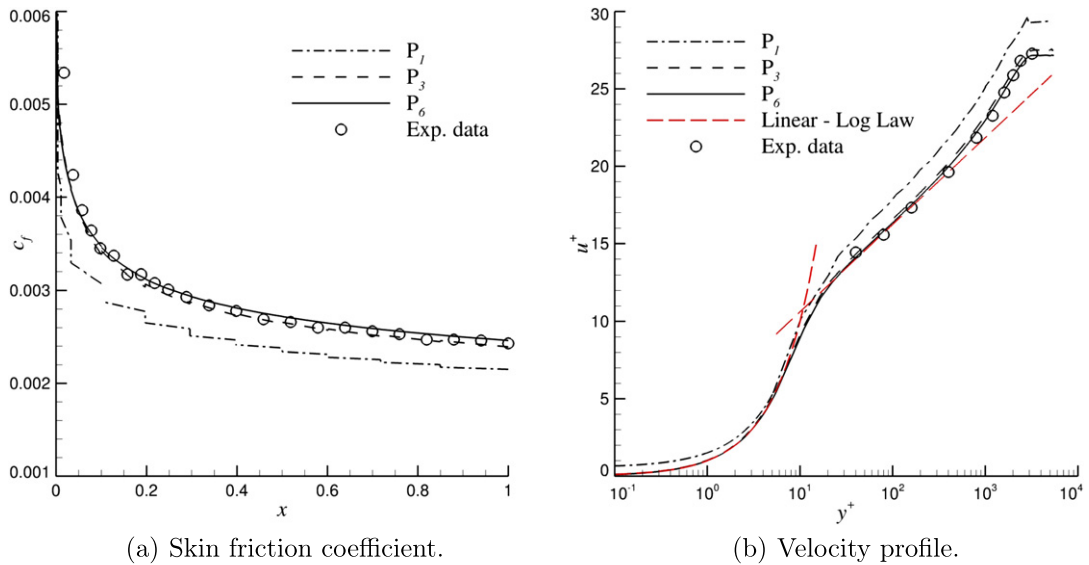 0.006
0.005
0.004
0.003
0.002
0.001
c_f
0 0.2 0.4 0.6 0.8 1
x
P_1
P_3
P_6
Exp. data
(a) Skin friction coefficient.
30
25
20
15
10
5
0
u^+
10^-1 10^0 10^1 10^2 10^3 10^4
y^+
P_1
P_3
P_6
Linear - Log Law
Exp. data
(b) Velocity profile.